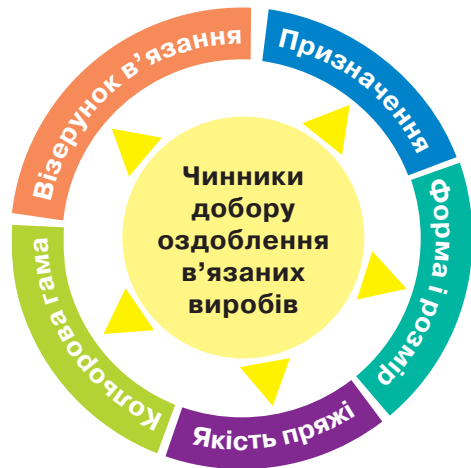 Чинники
добору
оздоблення
в’язаних
виробів
Візерунок в’язання
Призначення
Форма і розмір
Якість пряжі
Кольорова гама